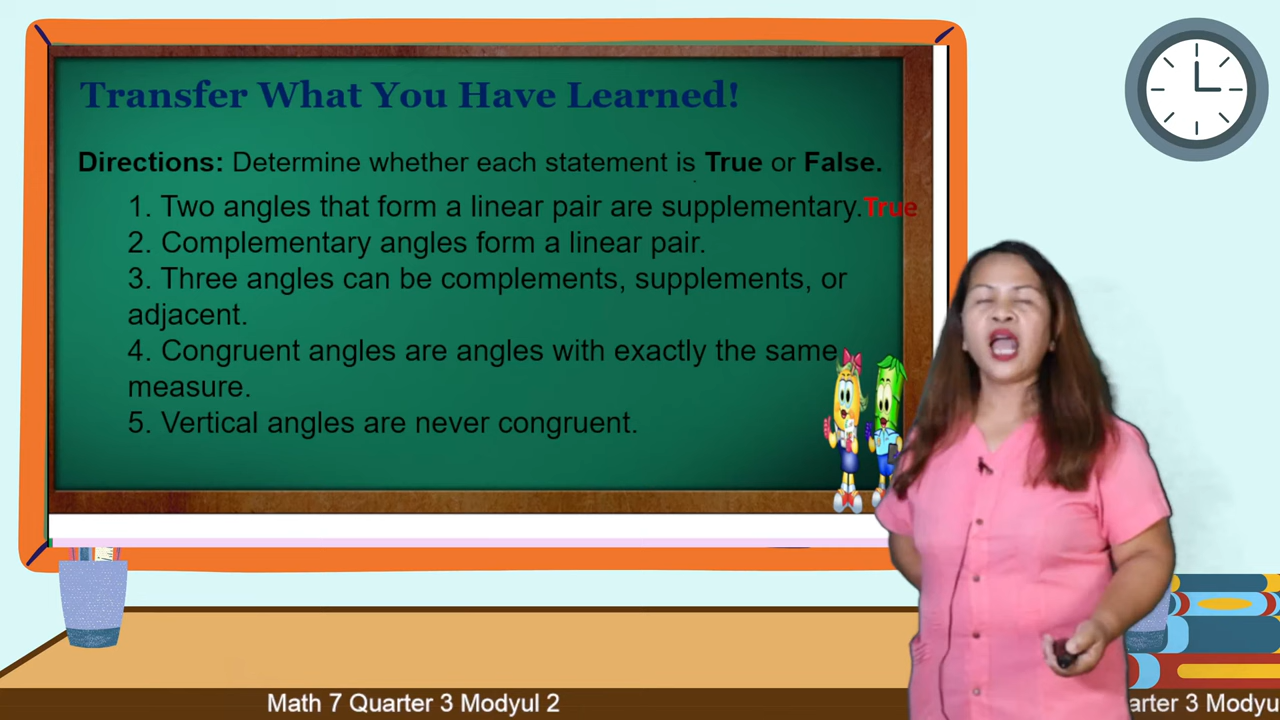 Transfer What You Have Learned!
Directions: Determine whether each statement is True or False.
1. Two angles that form a linear pair are supplementary.True
2. Complementary angles form a linear pair.
3. Three angles can be complements, supplements, or
adjacent.
4. Congruent angles are angles with exactly the same
measure.
5. Vertical angles are never congruent.
Math 7 Quarter 3 Modyul 2
arter 3 Modyu